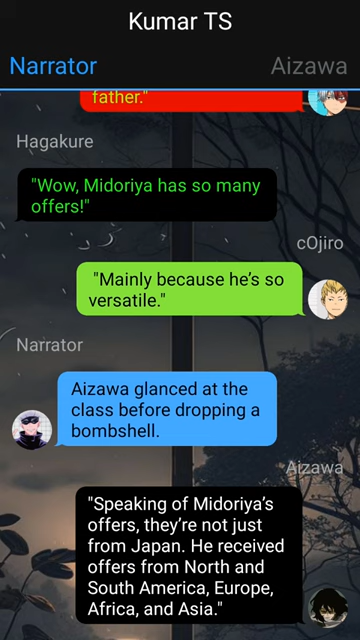 Kumar TS
Narrator
Aizawa
father."
Hagakure
"Wow, Midoriya has so many
offers!"
cOjiro
"Mainly because he's so
versatile."
Narrator
Aizawa glanced at the
class before dropping a
bombshell.
Aizawa
"Speaking of Midoriya's
offers, they're not just
from Japan. He received
offers from North and
South America, Europe,
Africa, and Asia."